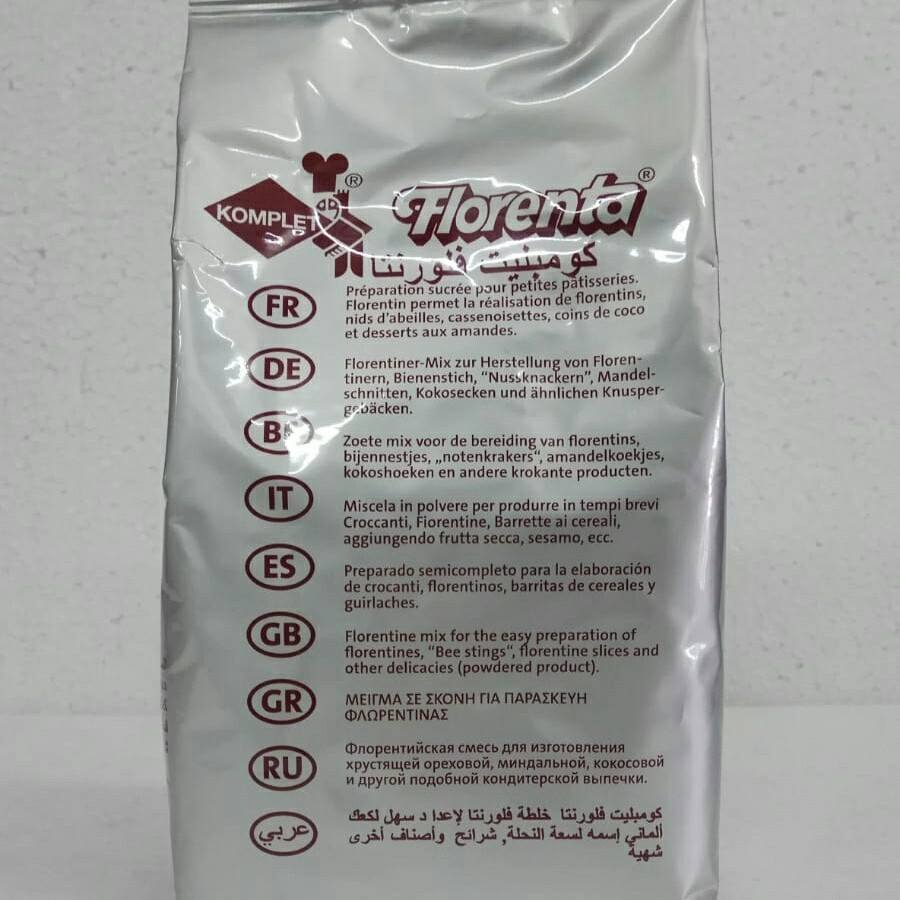 KOMPLET ®
Florenta ®
كومبليت فلورنتا
FR
Préparation sucrée pour petites pâtisseries.
Florentin permet la réalisation de florentins,
nids d'abeilles, cassenoisettes, coins de coco
et desserts aux amandes.
DE
Florentiner-Mix zur Herstellung von Floren-
tinern, Bienenstich, "Nussknackern", Mandel-
schnitten, Kokosecken und ähnlichen Knusper-
gebäcken.
Zoete mix voor de bereiding van florentins,
bijennestjes, „notenkrakers", amandelkoekjes,
kokoshoeken en andere krokante producten.
IT
Miscela in polvere per produrre in tempi brevi
Croccanti, Fiorentine, Barrette ai cereali,
aggiungendo frutta secca, sesamo, ecc.
ES
Preparado semicompleto para la elaboración
de crocanti, florentinos, barritas de cereales y
guirlaches.
GB
Florentine mix for the easy preparation of
florentines, "Bee stings", florentine slices and
other delicacies (powdered product).
GR
ΜΕΙΓΜΑ ΣΕ ΣΚΟΝΗ ΓΙΑ ΠΑΡΑΣΚΕΥΗ
ΦΛΩΡΕΝΤΙΝΑΣ
RU
Флорентийская смесь для изготовления
хрустящей ореховой, миндальной, кокосовой
и другой подобной кондитерской выпечки.
عربي
كومبليت فلورنتا خلطة فلورنتا لإعدا د سهل لكعك
ألماني إسمه لسعة النحلة, شرائح وأصناف أخرى
شهية